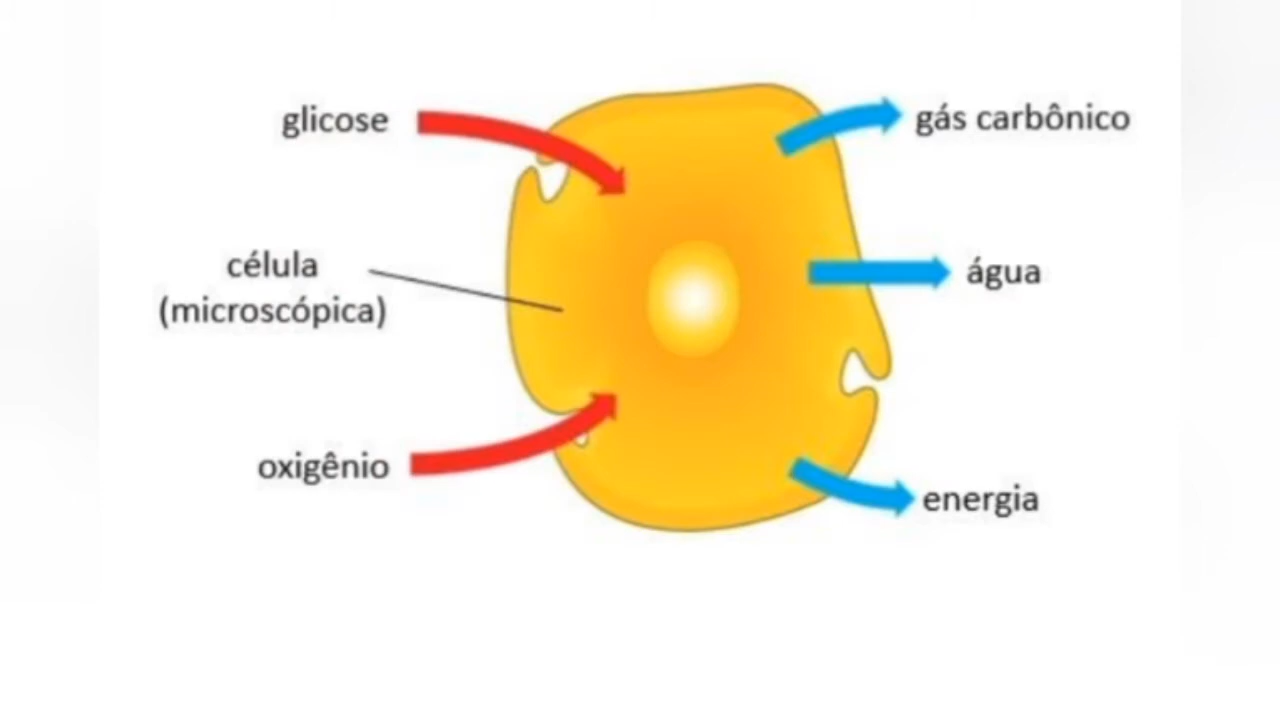 glicose
gás carbônico
célula
(microscópica)
água
oxigênio
energia